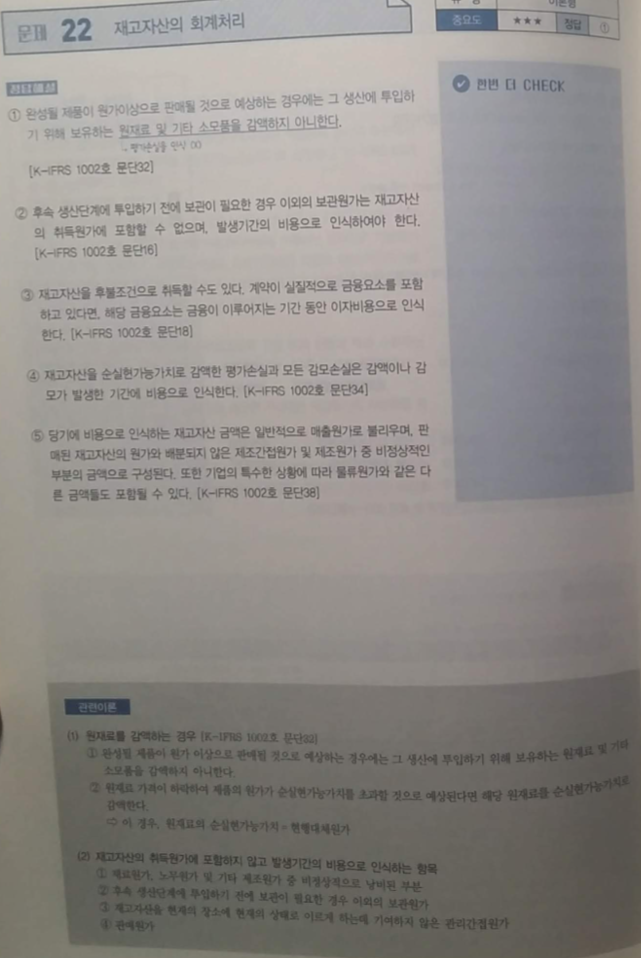 문제 22 재고자산의 회계처리
유 형 이론형
중요도 ★★★ 정답 ①
정답해설
① 완성될 제품이 원가이상으로 판매될 것으로 예상하는 경우에는 그 생산에 투입하
기 위해 보유하는 원재료 및 기타 소모품을 감액하지 아니한다.
평가손실을 인식 (X)
[K-IFRS 1002호 문단32]
② 후속 생산단계에 투입하기 전에 보관이 필요한 경우 이외의 보관원가는 재고자산
의 취득원가에 포함할 수 없으며, 발생기간의 비용으로 인식하여야 한다.
[K-IFRS 1002호 문단16]
③ 재고자산을 후불조건으로 취득할 수도 있다. 계약이 실질적으로 금융요소를 포함
하고 있다면, 해당 금융요소는 금융이 이루어지는 기간 동안 이자비용으로 인식
한다. [K-IFRS 1002호 문단18]
④ 재고자산을 순실현가능가치로 감액한 평가손실과 모든 감모손실은 감액이나 감
모가 발생한 기간에 비용으로 인식한다. [K-IFRS 1002호 문단34]
⑤ 당기에 비용으로 인식하는 재고자산 금액은 일반적으로 매출원가로 불리우며, 판
매된 재고자산의 원가와 배분되지 않은 제조간접원가 및 제조원가 중 비정상적인
부분의 금액으로 구성된다. 또한 기업의 특수한 상황에 따라 물류원가와 같은 다
른 금액들도 포함될 수 있다. [K-IFRS 1002호 문단38]
한번 더 CHECK
관련이론
(1) 원재료를 감액하는 경우 [K-IFRS 1002호 문단32]
① 완성될 제품이 원가 이상으로 판매될 것으로 예상하는 경우에는 그 생산에 투입하기 위해 보유하는 원재료 및 기타
소모품을 감액하지 아니한다.
② 원재료 가격이 하락하여 제품의 원가가 순실현가능가치를 초과할 것으로 예상된다면 해당 원재료를 순실현가능가치로
감액한다.
⇨ 이 경우, 원재료의 순실현가능가치 = 현행대체원가
(2) 재고자산의 취득원가에 포함하지 않고 발생기간의 비용으로 인식하는 항목
① 재료원가, 노무원가 및 기타 제조원가 중 비정상적으로 낭비된 부분
② 후속 생산단계에 투입하기 전에 보관이 필요한 경우 이외의 보관원가
③ 재고자산을 현재의 장소에 현재의 상태로 이르게 하는데 기여하지 않은 관리간접원가
④ 판매원가